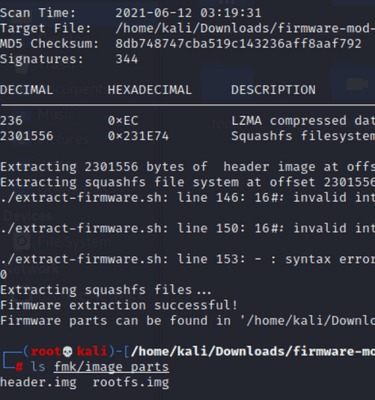 Scan Time:     2021-06-12 03:19:31
Target File:   /home/kali/Downloads/firmware-mod-
MD5 Checksum:  8db748747cba519c143236aff8aaf792
Signatures:    344
DECIMAL       HEXADECIMAL     DESCRIPTION
236           0×EC            LZMA compressed dat
2301556       0×231E74        Squashfs filesystem
Extracting 2301556 bytes of  header image at offs
Extracting squashfs file system at offset 2301556
./extract-firmware.sh: line 146: 16#: invalid int
./extract-firmware.sh: line 150: 16#: invalid int
./extract-firmware.sh: line 153: - : syntax error
0
Extracting squashfs files...
Firmware extraction successful!
Firmware parts can be found in '/home/kali/Downlo
(root💀kali)-[/home/kali/Downloads/firmware-mo
# ls fmk/image_parts
header.img  rootfs.img